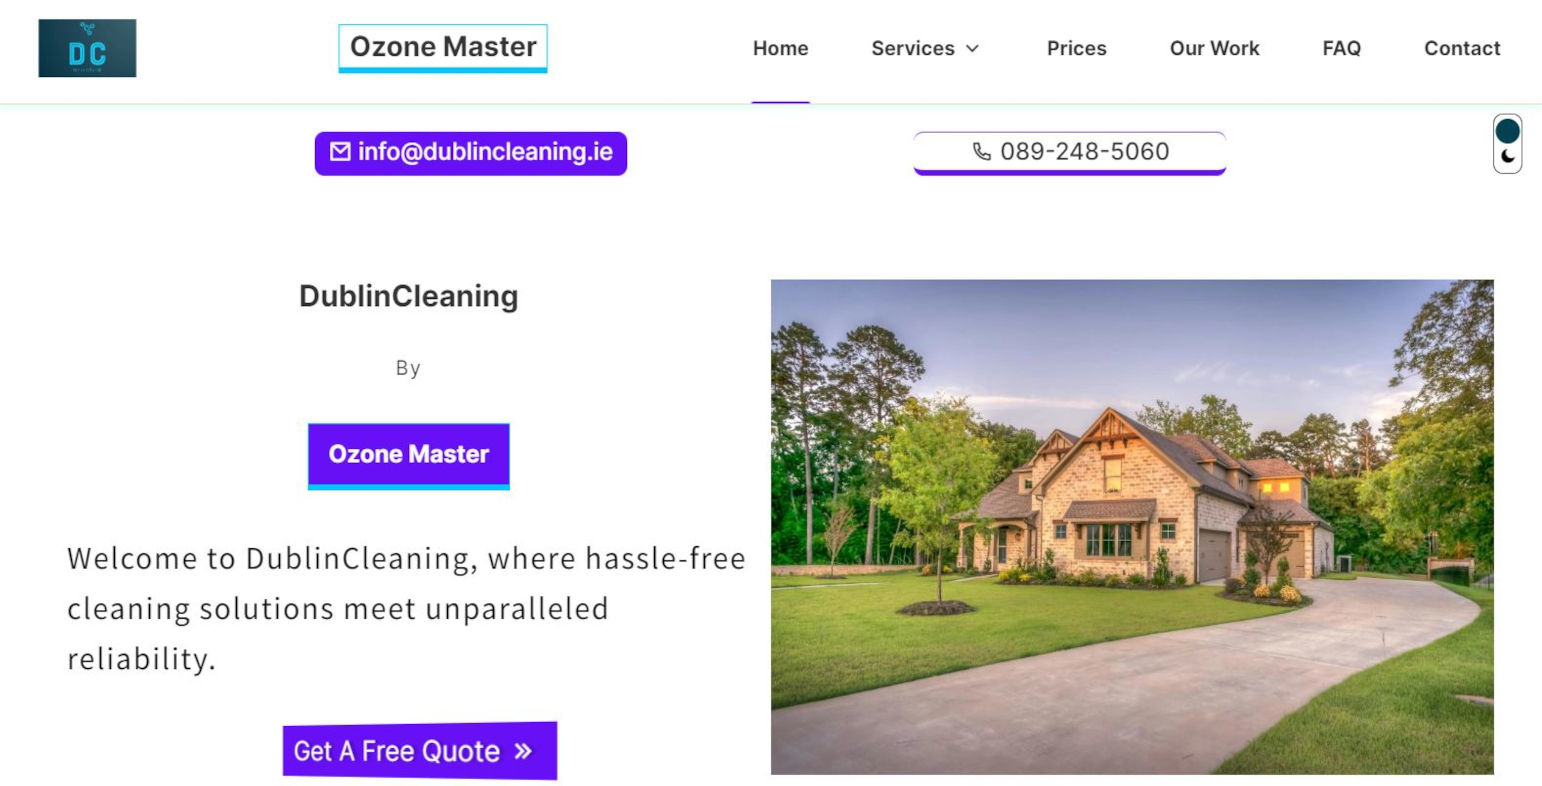 DC
Ozone Master
Home
Services
Prices
Our Work
FAQ
Contact
info@dublincleaning.ie
089-248-5060
DublinCleaning
By
Ozone Master
Welcome to DublinCleaning, where hassle-free
cleaning solutions meet unparalleled
reliability.
Get A Free Quote »